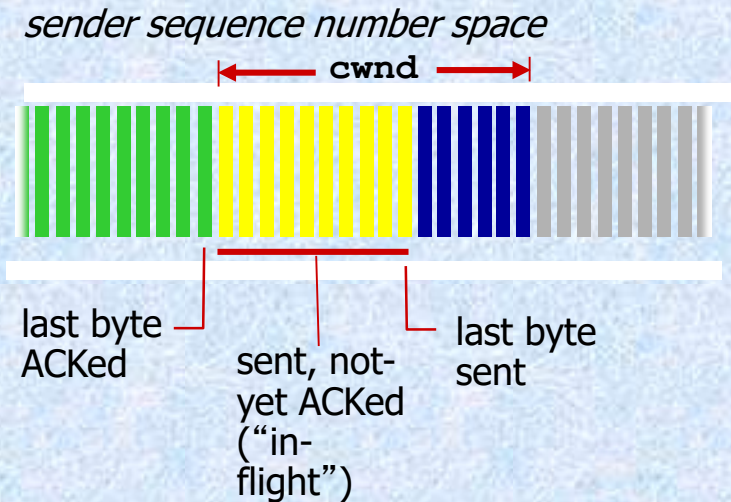 sender sequence number space
cwnd
last byte
ACKed
sent, not-
yet ACKed
(“in-
flight”)
last byte
sent